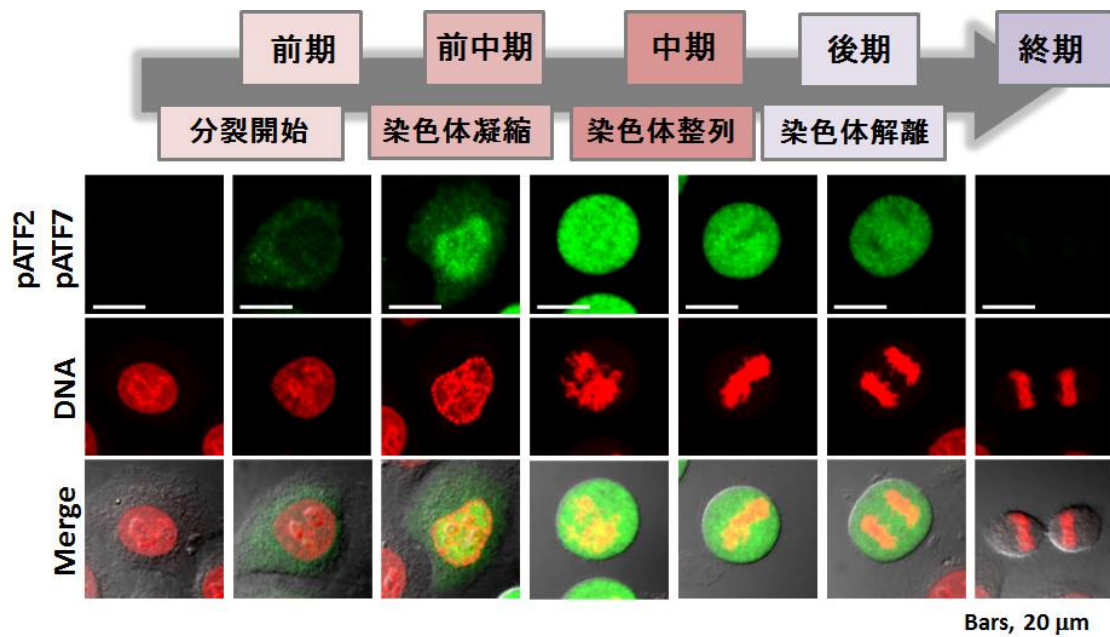 前期
前中期
中期
後期
終期
分裂開始
染色体凝縮
染色体整列
染色体解離
pATF2
pATF7
DNA
Merge
Bars, 20 μm